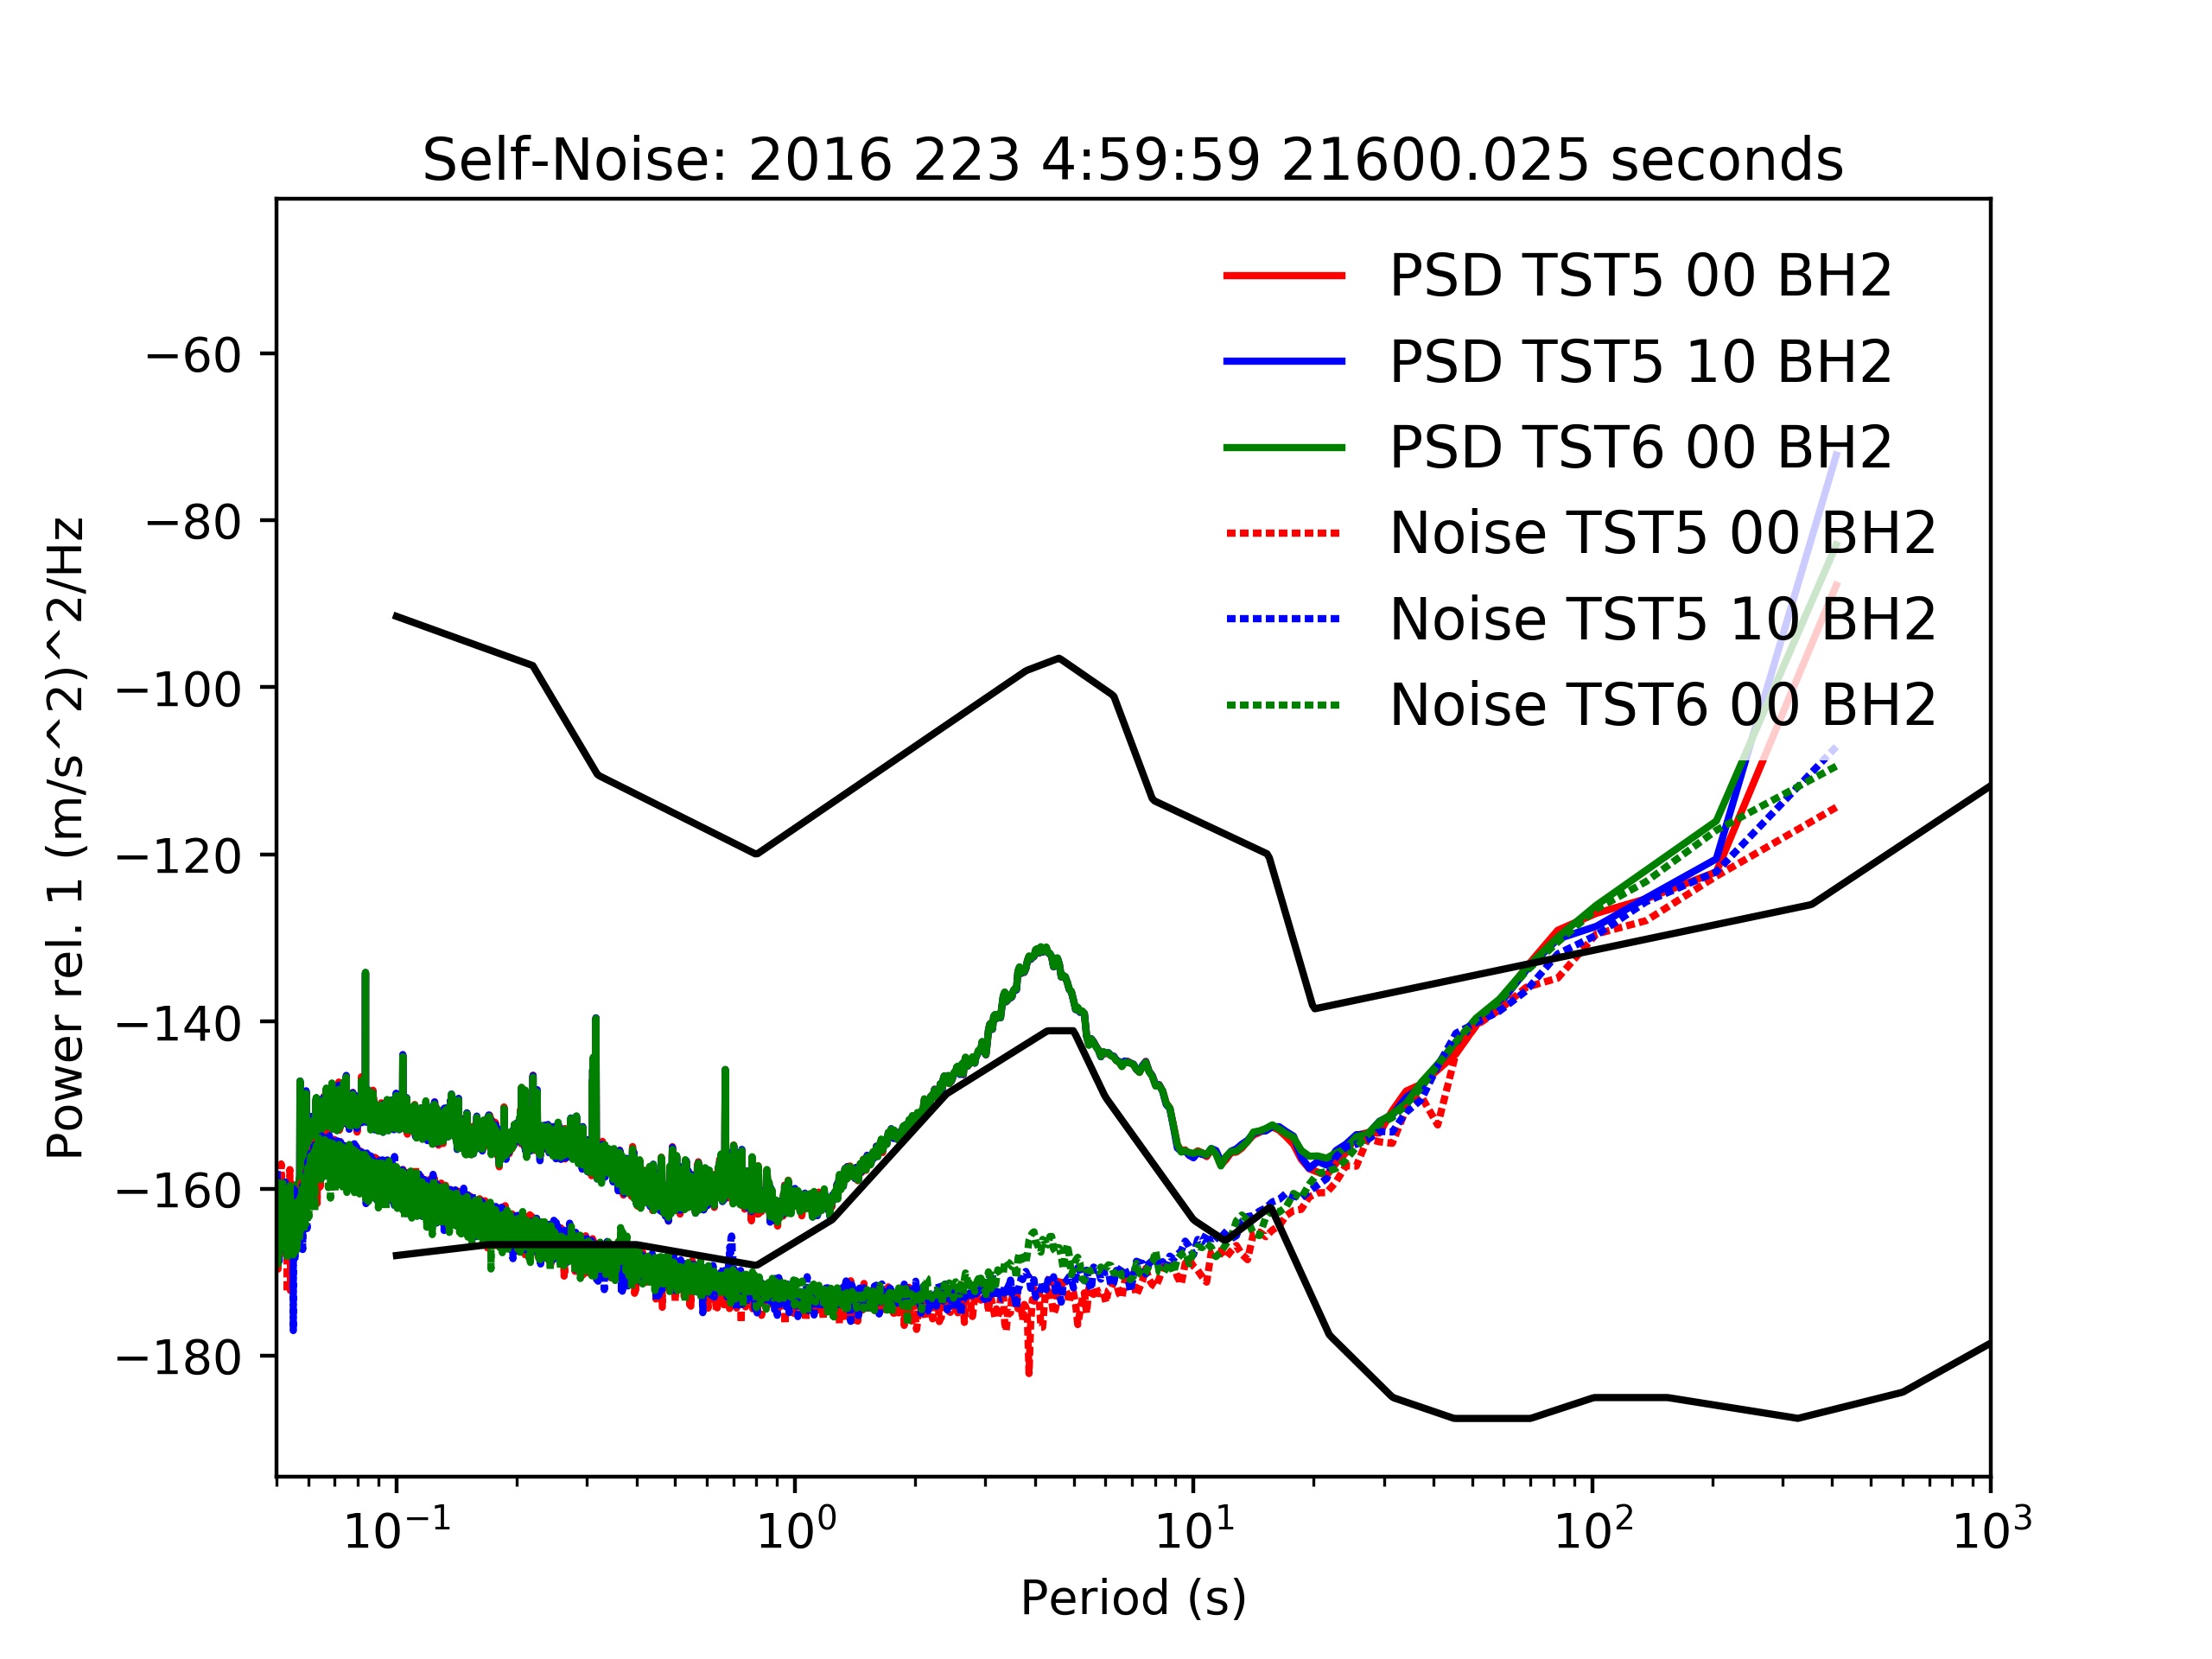 Self-Noise: 2016 223 4:59:59 21600.025 seconds
PSD TST5 00 BH2
PSD TST5 10 BH2
PSD TST6 00 BH2
Noise TST5 00 BH2
Noise TST5 10 BH2
Noise TST6 00 BH2
Power rel. 1 (m/s^2)^2/Hz
−60
−80
−100
−120
−140
−160
−180
10⁻¹ 10⁰ 10¹ 10² 10³
Period (s)